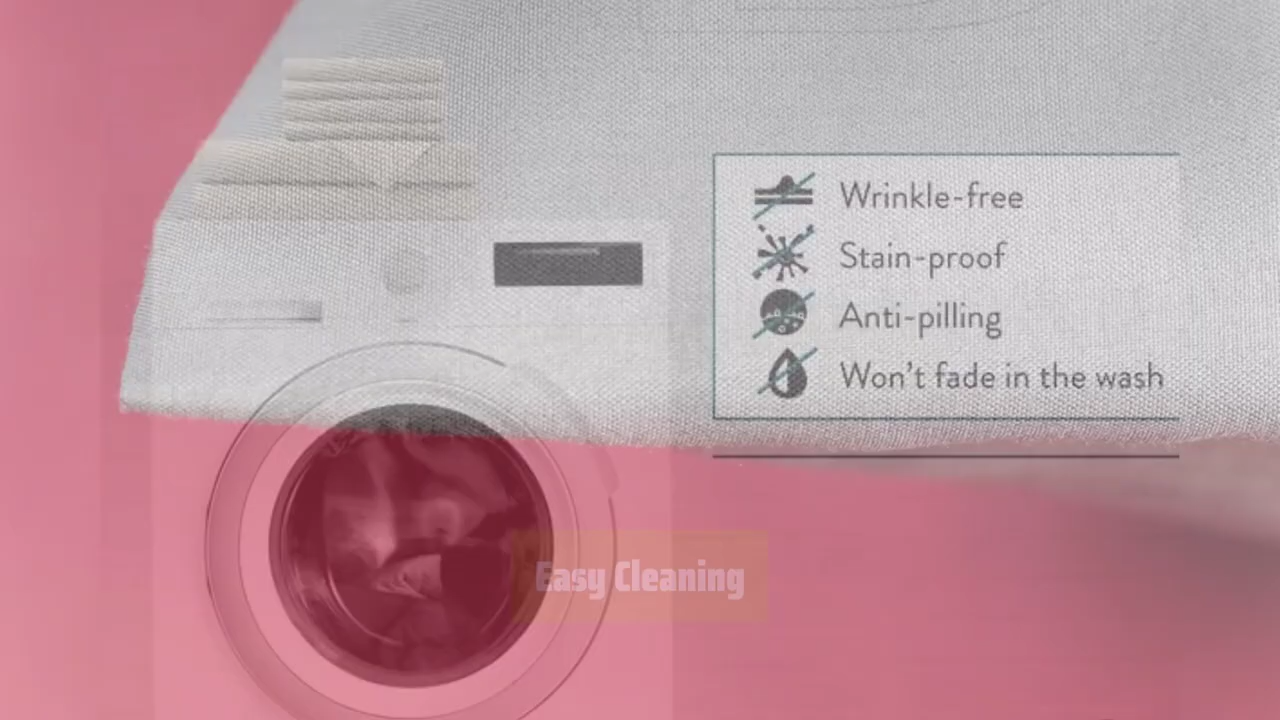 Wrinkle-free
Stain-proof
Anti-pilling
Won't fade in the wash
Easy Cleaning